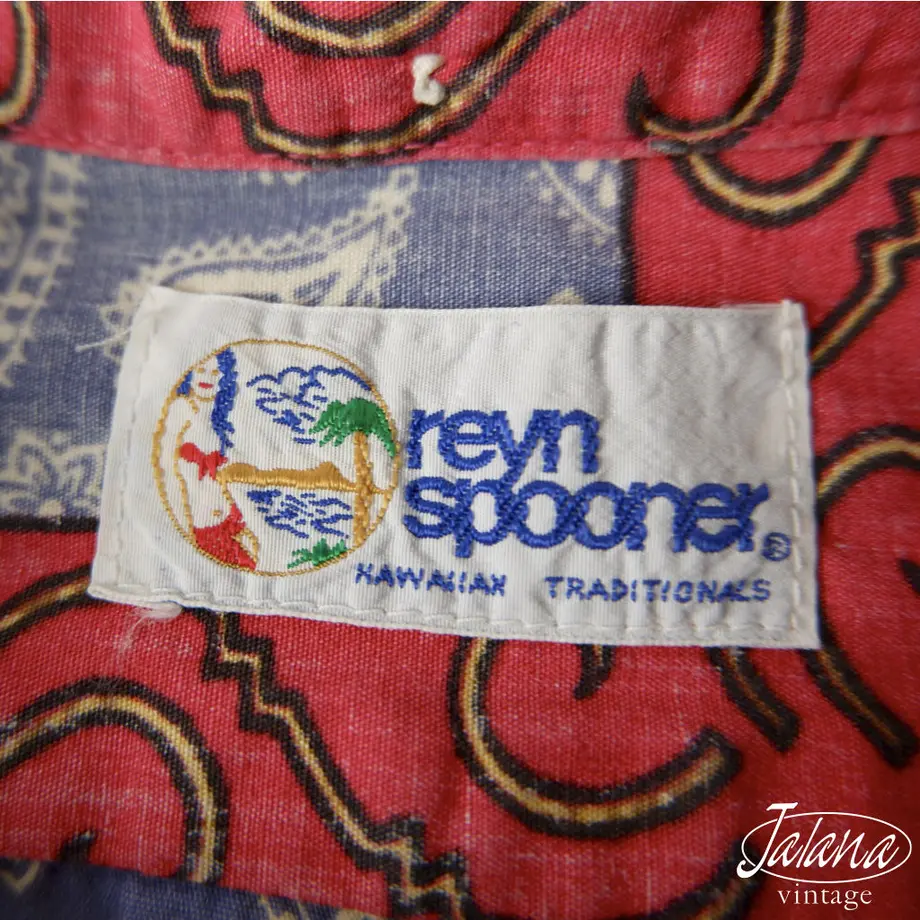 reyn
spooner®
HAWAIIAN TRADITIONALS
Jalana
vintage